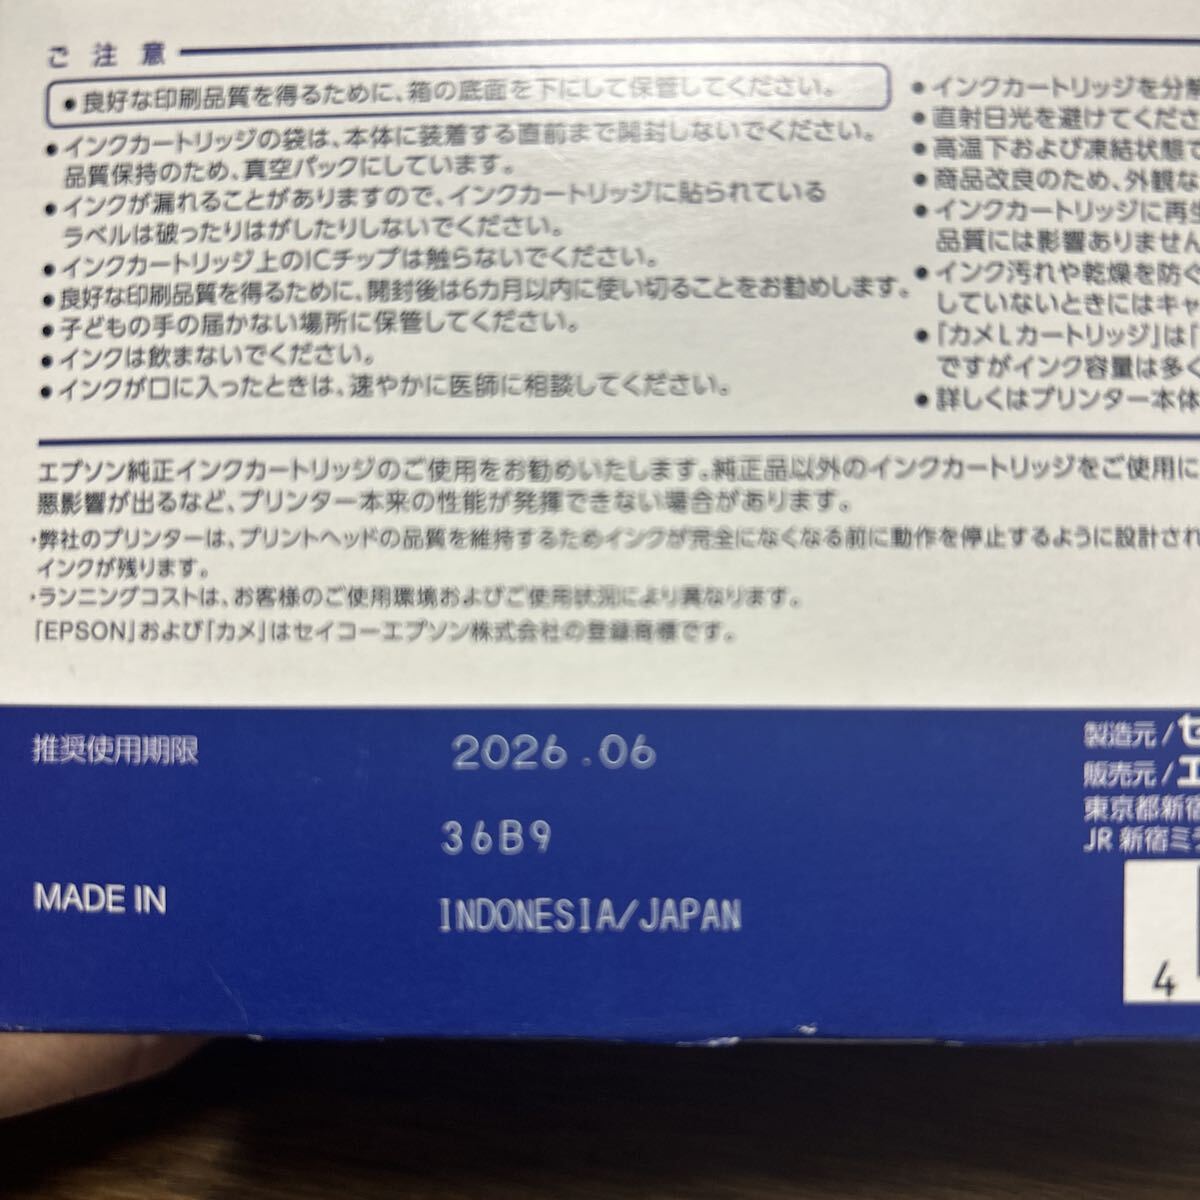 ご注意
●良好な印刷品質を得るために、箱の底面を下にして保管してください。
●インクカートリッジの袋は、本体に装着する直前まで開封しないでください。
品質保持のため、真空パックにしています。
●インクが漏れることがありますので、インクカートリッジに貼られている
ラベルは破ったりはがしたりしないでください。
●インクカートリッジ上のICチップは触らないでください。
●良好な印刷品質を得るために、開封後は6カ月以内に使い切ることをお勧めします。
●子どもの手の届かない場所に保管してください。
●インクは飲まないでください。
●インクが口に入ったときは、速やかに医師に相談してください。
●インクカートリッジを分解
●直射日光を避けてくださ
●高温下および凍結状態で
●商品改良のため、外観な
●インクカートリッジに再生
品質には影響ありません
●インク汚れや乾燥を防ぐ
していないときにはキャ
●「カメLカートリッジ」は「
ですがインク容量は多く
●詳しくはプリンター本体
エプソン純正インクカートリッジのご使用をお勧めいたします。純正品以外のインクカートリッジをご使用に
悪影響が出るなど、プリンター本来の性能が発揮できない場合があります。
・弊社のプリンターは、プリントヘッドの品質を維持するためインクが完全になくなる前に動作を停止するように設計され
インクが残ります。
・ランニングコストは、お客様のご使用環境およびご使用状況により異なります。
「EPSON」および「カメ」はセイコーエプソン株式会社の登録商標です。
推奨使用期限 2026.06
36B9
MADE IN INDONESIA/JAPAN
製造元/セ
販売元/エ
東京都新宿
JR 新宿ミ
4